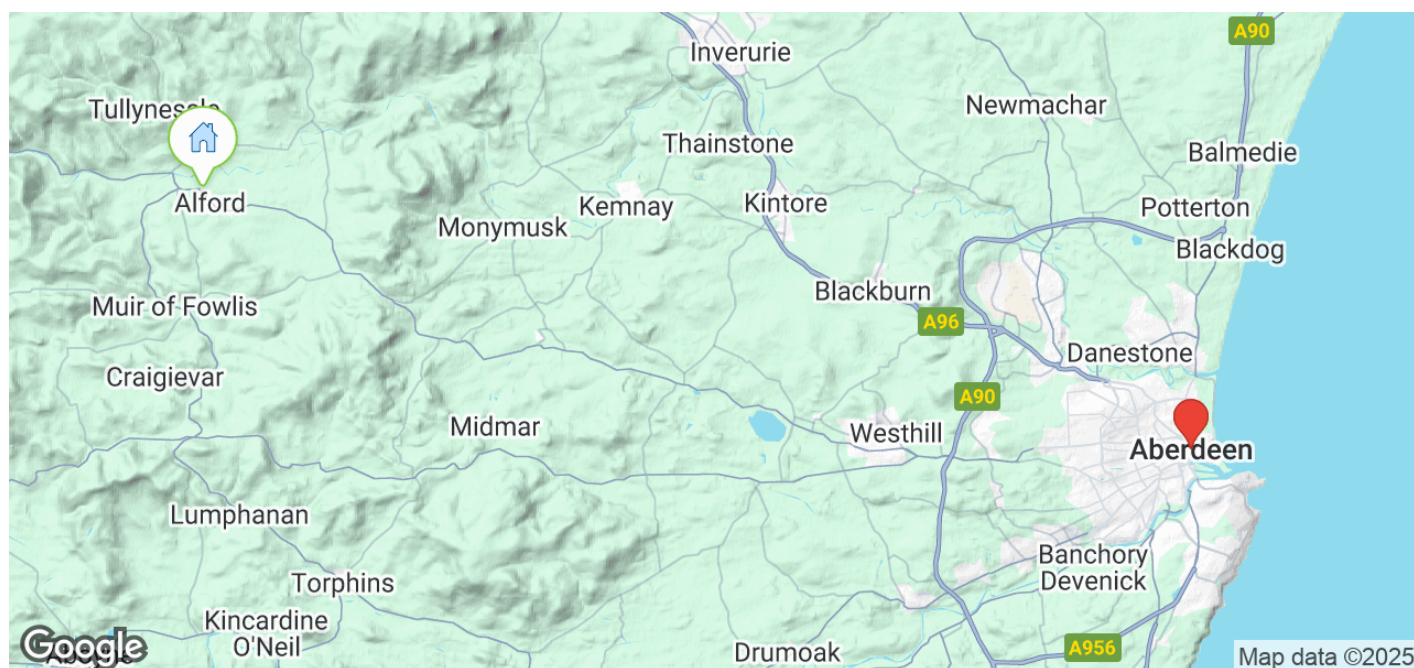 A90
Inverurie
Newmachar
Tullynessle
Thainstone
Balmedie
Alford
Kemnay
Kintore
Potterton
Monymusk
Blackdog
Blackburn
Muir of Fowlis
A96
Danestone
Craigievar
A90
Midmar
Westhill
Aberdeen
Lumphanan
Banchory
Devenick
Torphins
Kincardine
O'Neil
Google
Drumoak
A956
Map data ©2025